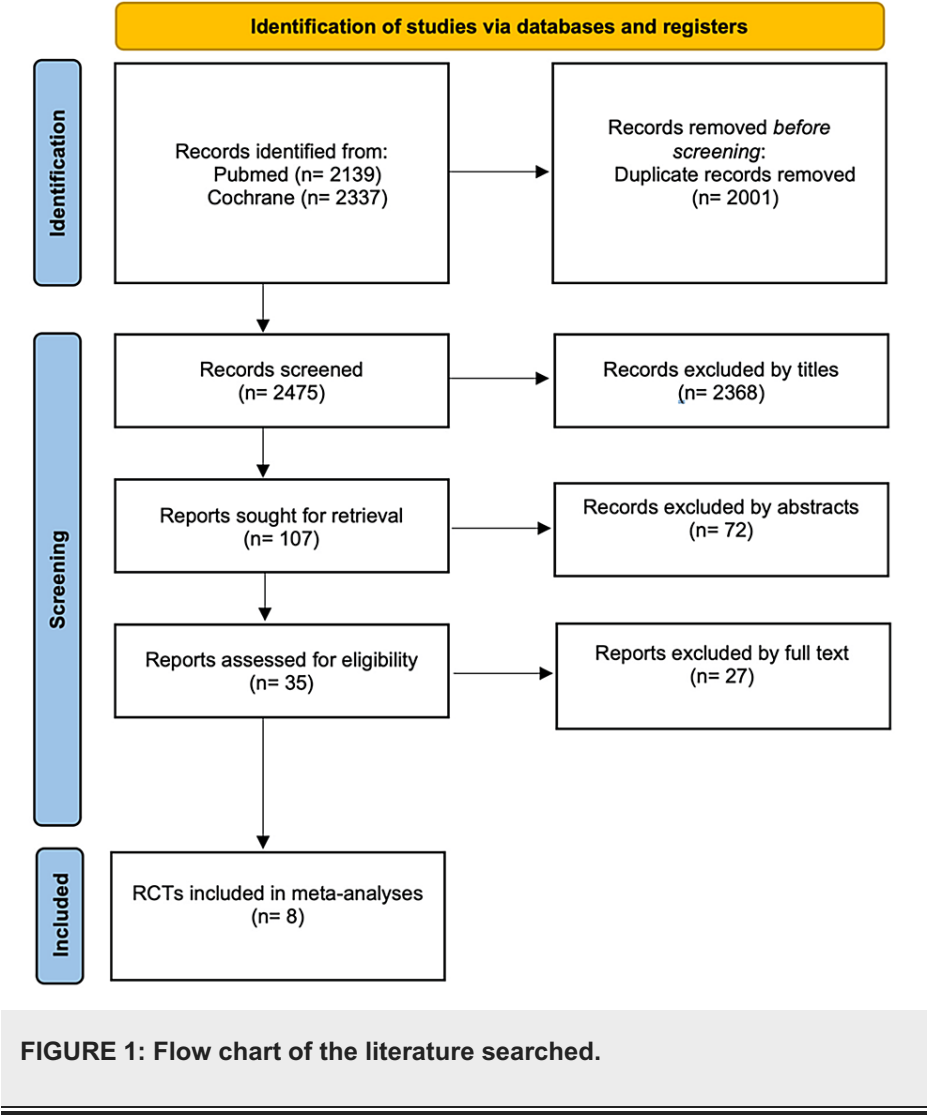 Identification of studies via databases and registers
Identification
Records identified from:
Pubmed (n= 2139)
Cochrane (n= 2337)
Records removed before
screening:
Duplicate records removed
(n= 2001)
Screening
Records screened
(n= 2475)
Records excluded by titles
(n= 2368)
Reports sought for retrieval
(n= 107)
Records excluded by abstracts
(n= 72)
Reports assessed for eligibility
(n= 35)
Reports excluded by full text
(n= 27)
Included
RCTs included in meta-analyses
(n= 8)
FIGURE 1: Flow chart of the literature searched.